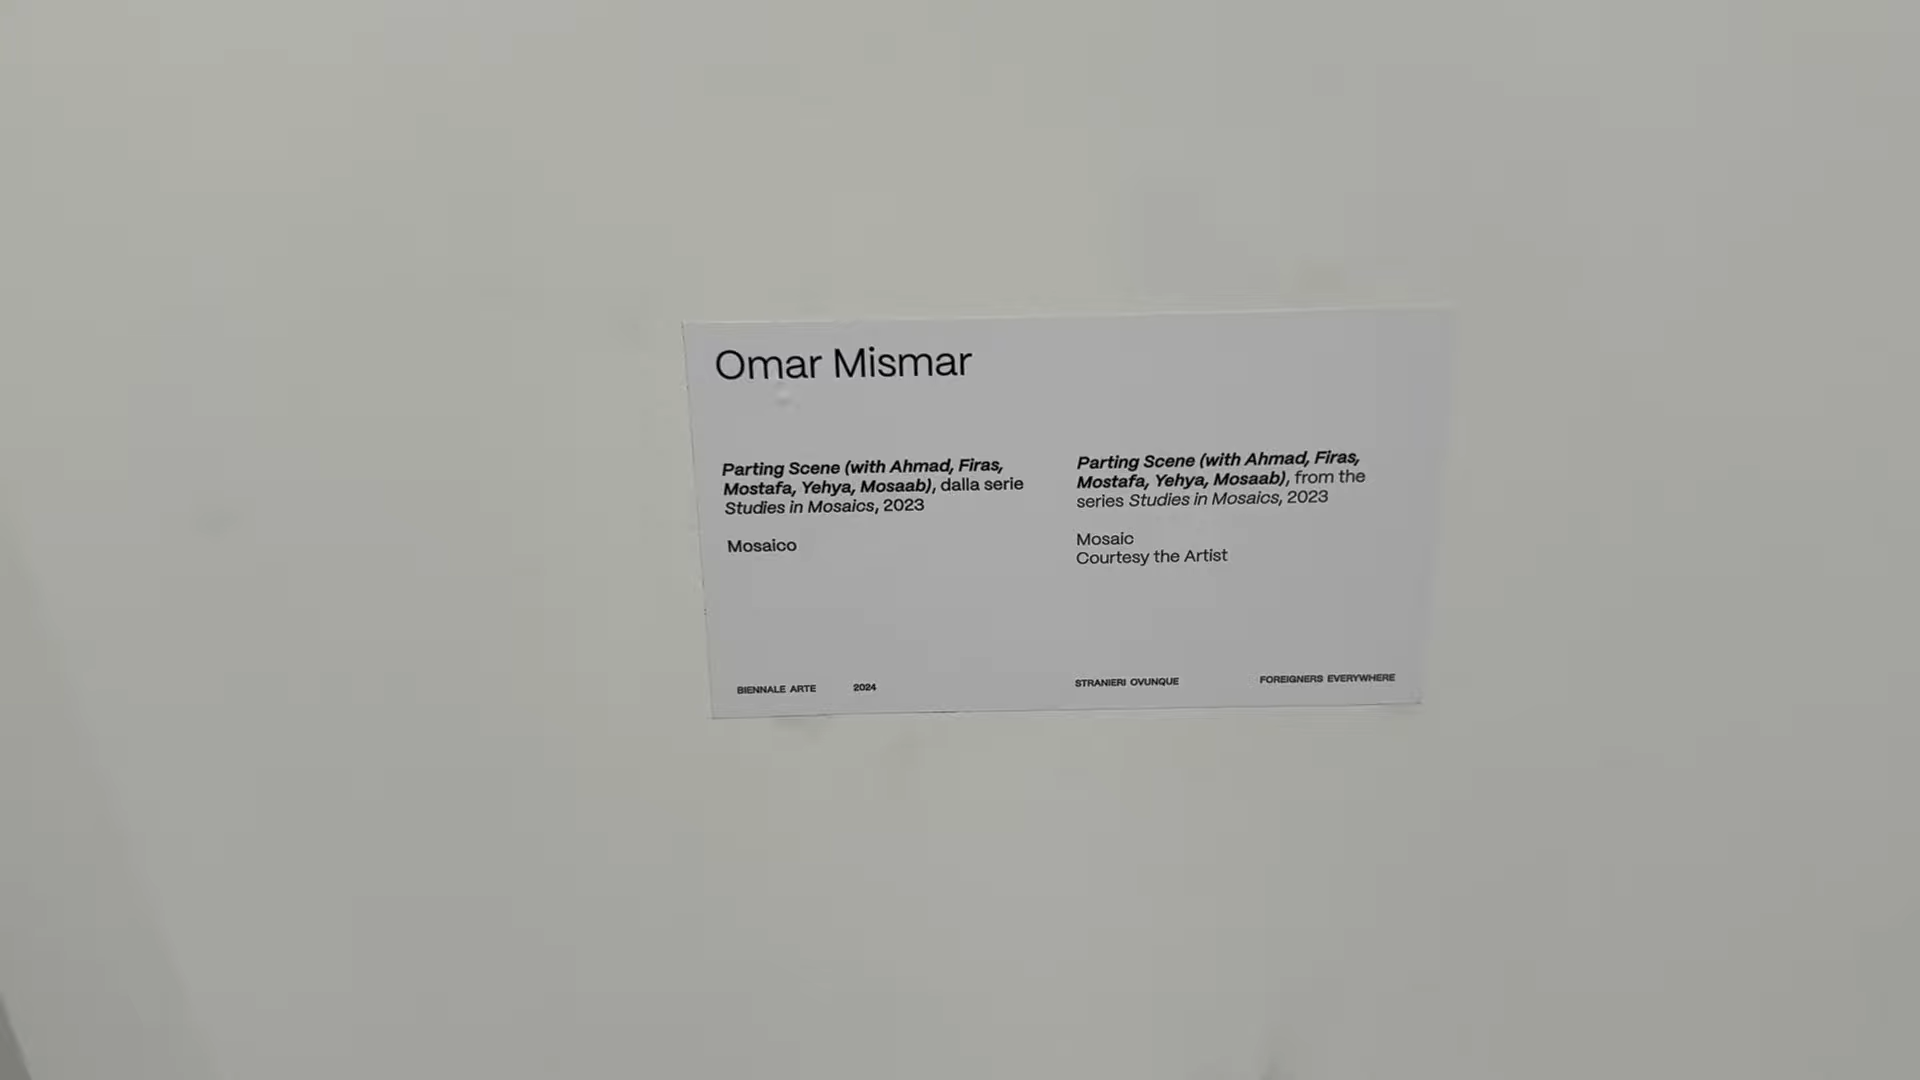 Omar Mismar
Parting Scene (with Ahmad, Firas,
Mostafa, Yehya, Mosaab), dalla serie
Studies in Mosaics, 2023
Mosaico
Parting Scene (with Ahmad, Firas,
Mostafa, Yehya, Mosaab), from the
series Studies in Mosaics, 2023
Mosaic
Courtesy the Artist
BIENNALE ARTE 2024
STRANIERI OVUNQUE FOREIGNERS EVERYWHERE